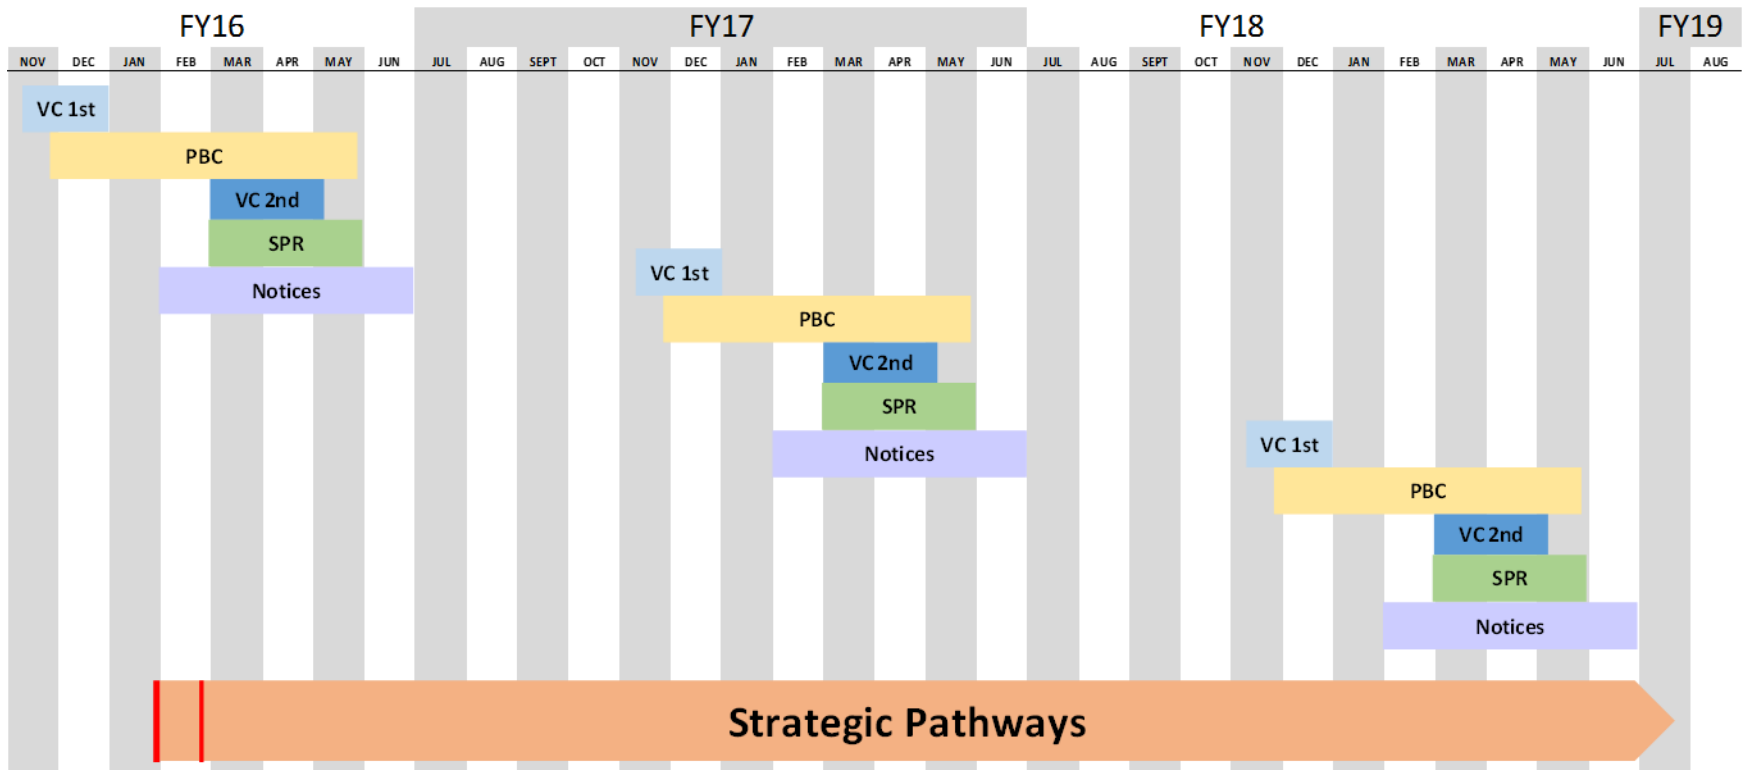 FY16 FY17 FY18 FY19
NOV DEC JAN FEB MAR APR MAY JUN JUL AUG SEPT OCT NOV DEC JAN FEB MAR APR MAY JUN JUL AUG SEPT OCT NOV DEC JAN FEB MAR APR MAY JUN JUL AUG
VC 1st
PBC
VC 2nd
SPR
Notices
VC 1st
PBC
VC 2nd
SPR
Notices
VC 1st
PBC
VC 2nd
SPR
Notices
Strategic Pathways